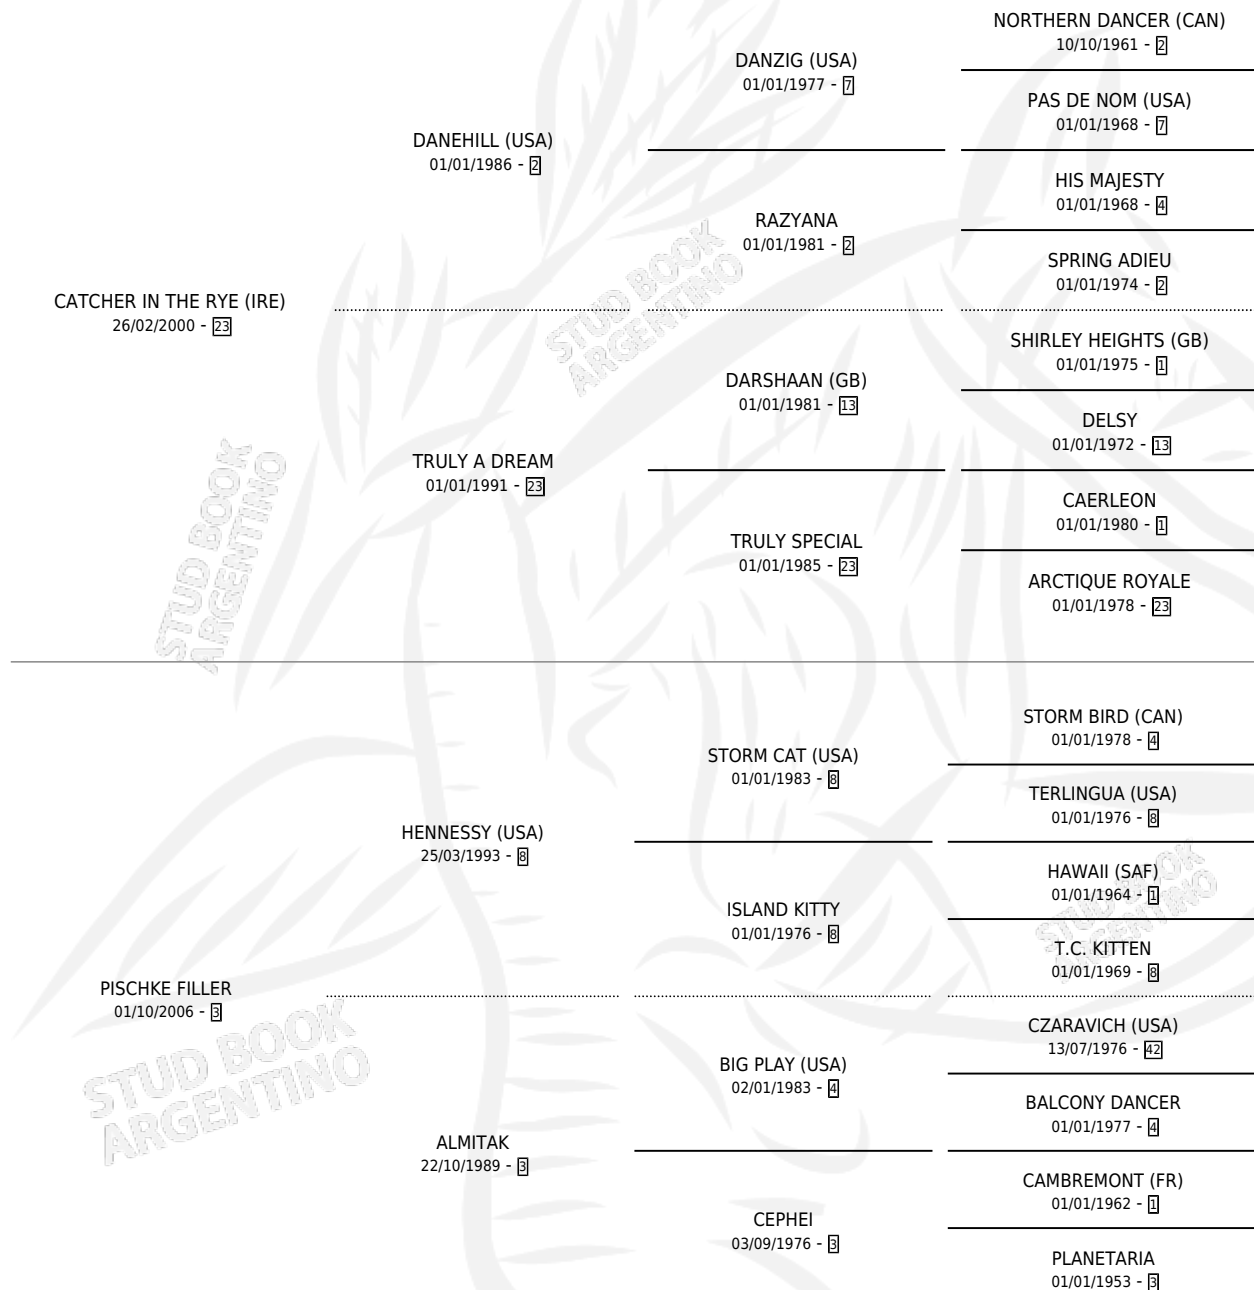 NORTHERN DANCER (CAN)
10/10/1961 - 2
DANZIG (USA)
01/01/1977 - 7
PAS DE NOM (USA)
01/01/1968 - 7
DANEHILL (USA)
01/01/1986 - 2
HIS MAJESTY
01/01/1968 - 4
RAZYANA
01/01/1981 - 2
SPRING ADIEU
01/01/1974 - 2
CATCHER IN THE RYE (IRE)
26/02/2000 - 23
SHIRLEY HEIGHTS (GB)
01/01/1975 - 1
DARSHAAN (GB)
01/01/1981 - 13
DELSY
01/01/1972 - 13
TRULY A DREAM
01/01/1991 - 23
CAERLEON
01/01/1980 - 1
TRULY SPECIAL
01/01/1985 - 23
ARCTIQUE ROYALE
01/01/1978 - 23
STORM BIRD (CAN)
01/01/1978 - 4
STORM CAT (USA)
01/01/1983 - 8
TERLINGUA (USA)
01/01/1976 - 8
HENNESSY (USA)
25/03/1993 - 8
HAWAII (SAF)
01/01/1964 - 1
ISLAND KITTY
01/01/1976 - 8
T.C. KITTEN
01/01/1969 - 8
PISCHKE FILLER
01/10/2006 - 3
CZARAVICH (USA)
13/07/1976 - 42
BIG PLAY (USA)
02/01/1983 - 4
BALCONY DANCER
01/01/1977 - 4
ALMITAK
22/10/1989 - 3
CAMBREMONT (FR)
01/01/1962 - 1
CEPHEI
03/09/1976 - 3
PLANETARIA
01/01/1953 - 3
STUD BOOK
ARGENTINO
STUD BOOK
ARGENTINO
STUD BOOK
ARGENTINO
STUD BOOK
ARGENTINO